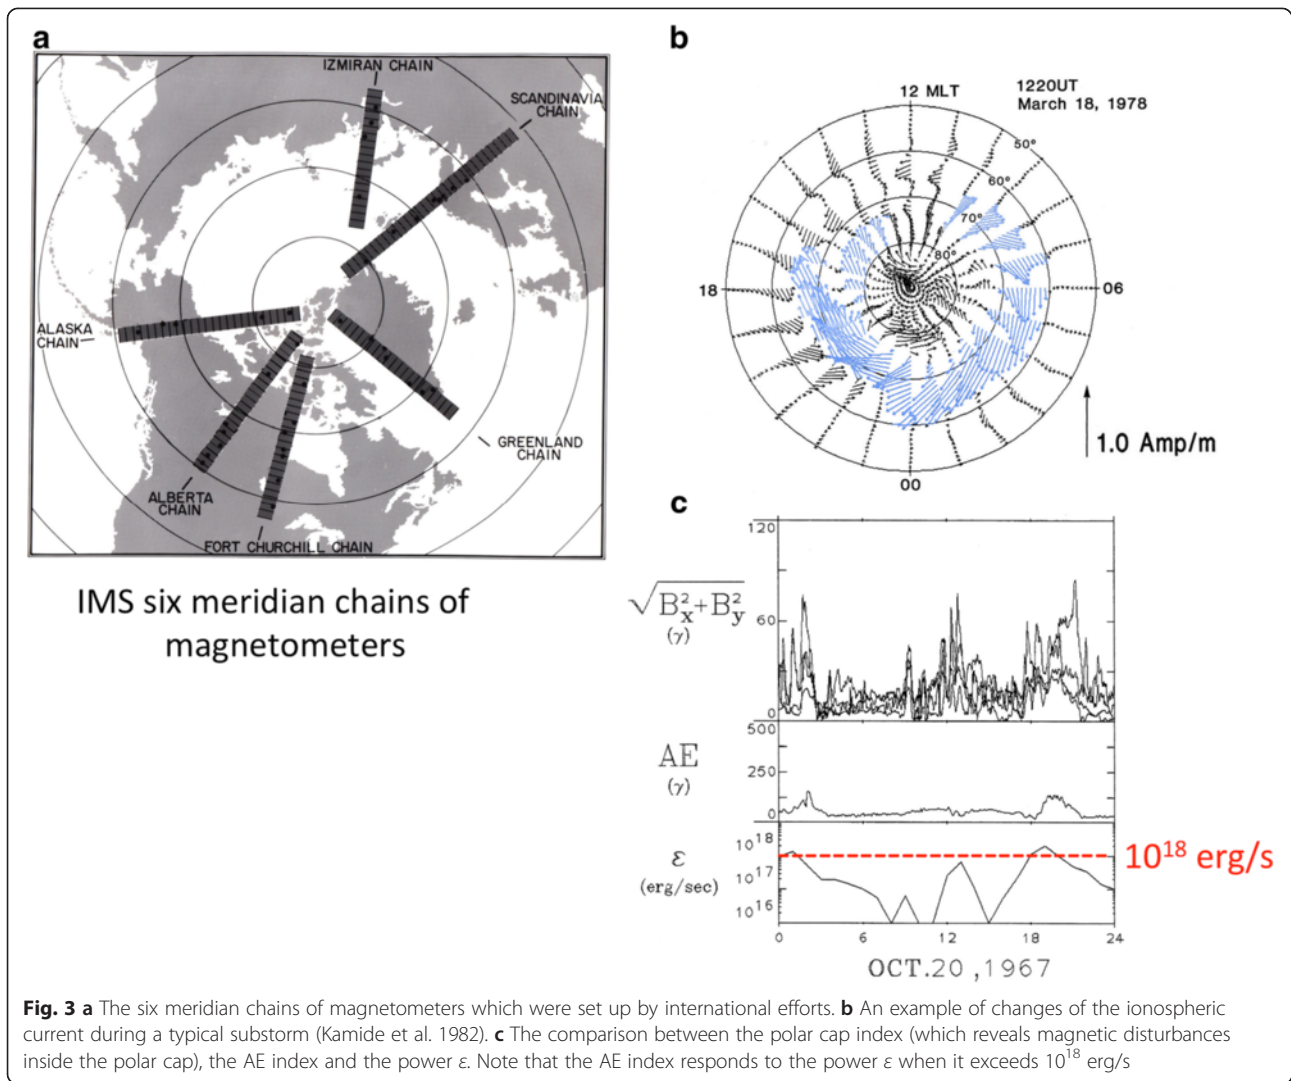 a
IZMIRAN CHAIN
SCANDINAVIA
CHAIN
ALASKA
CHAIN
GREENLAND
CHAIN
ALBERTA
CHAIN
FORT CHURCHILL CHAIN
IMS six meridian chains of
magnetometers
b
12 MLT
1220UT
March 18, 1978
50°
60°
70°
80°
18
06
00
1.0 Amp/m
c
120
60
0
√B²x+B²y
(γ)
500
250
0
AE
(γ)
10¹⁸
10¹⁷
10¹⁶
ε
(erg/sec)
10¹⁸ erg/s
0 6 12 18 24
OCT.20 ,1967
Fig. 3 a The six meridian chains of magnetometers which were set up by international efforts. b An example of changes of the ionospheric
current during a typical substorm (Kamide et al. 1982). c The comparison between the polar cap index (which reveals magnetic disturbances
inside the polar cap), the AE index and the power ε. Note that the AE index responds to the power ε when it exceeds 10¹⁸ erg/s